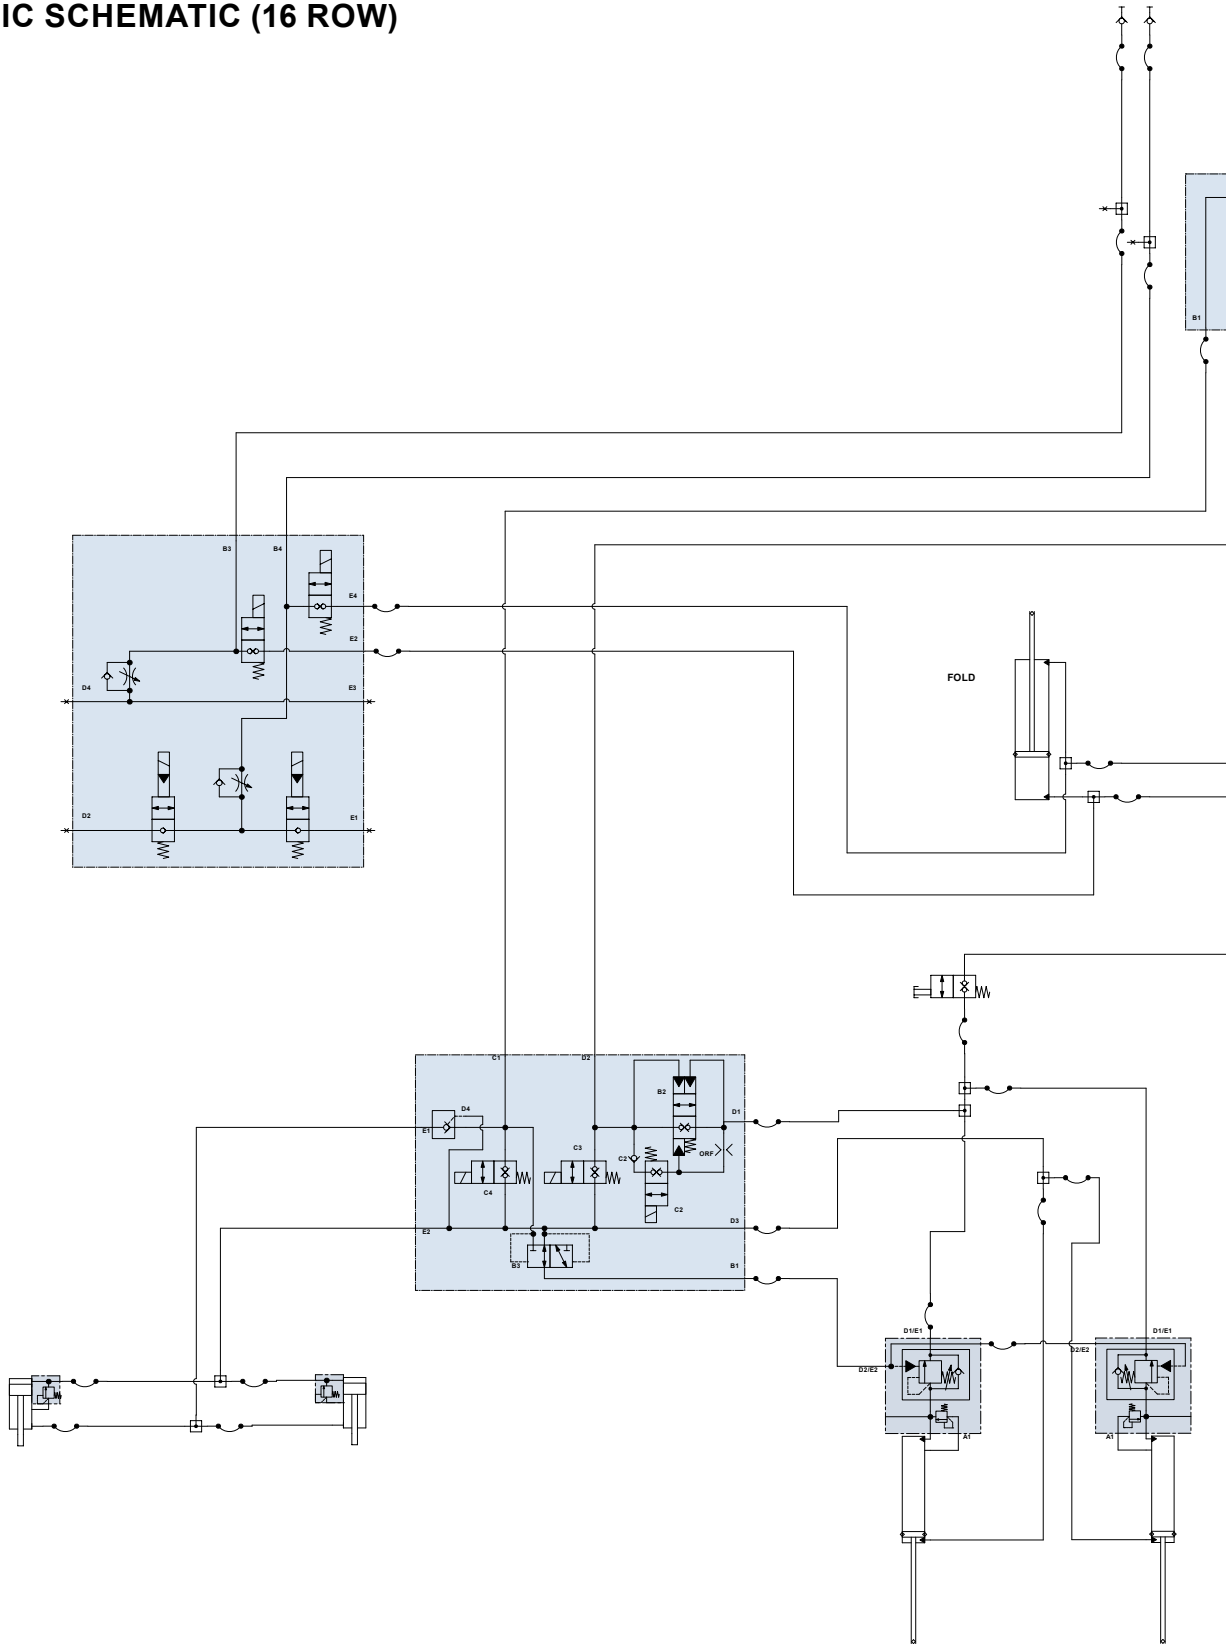 IC SCHEMATIC (16 ROW)
B1
B3
B4
E4
E2
D4
E3
D2
E1
FOLD
C1
D2
B2
D4
D1
E1
C3
C2
ORF
C4
C2
E2
D3
B3
B1
D1/E1
D1/E1
D2/E2
D2/E2
A1
A1